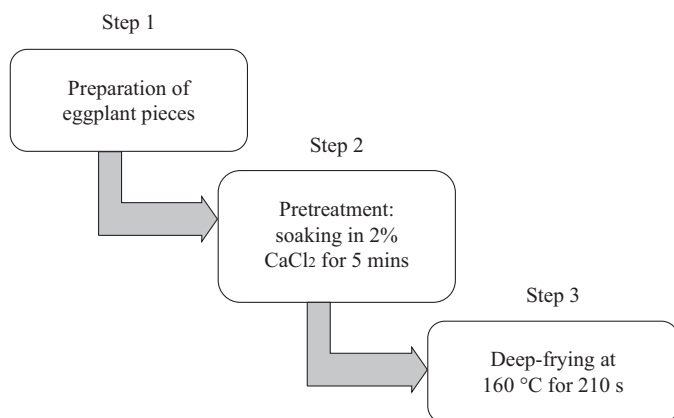 Step 1
Preparation of
eggplant pieces
Step 2
Pretreatment:
soaking in 2%
CaCl₂ for 5 mins
Step 3
Deep-frying at
160 °C for 210 s